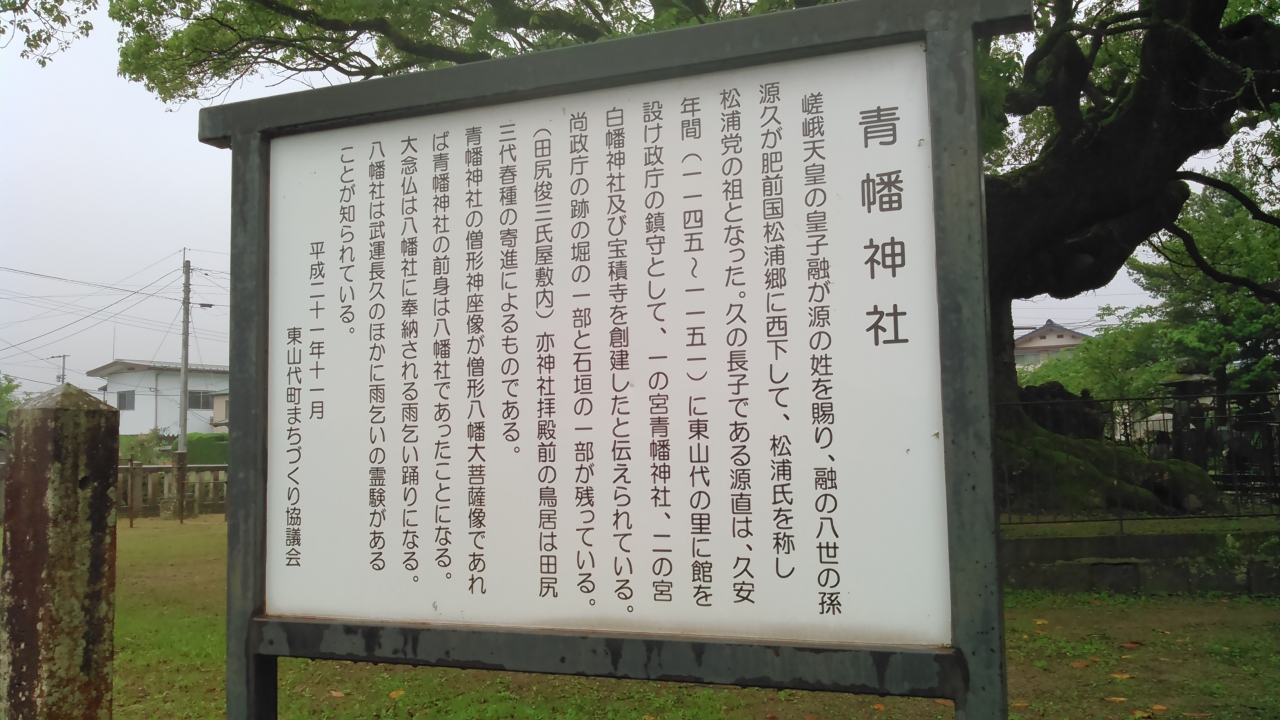 青幡神社
嵯峨天皇の皇子融が源の姓を賜り、融の八世の孫
源久が肥前国松浦郷に西下して、松浦氏を称し
松浦党の祖となった。久の長子である源直は、久安
年間（一一四五〜一一五一）に東山代の里に館を
設け政庁の鎮守として、一の宮青幡神社、二の宮
白幡神社及び宝積寺を創建したと伝えられている。
尚政庁の跡の堀の一部と石垣の一部が残っている。
（田尻俊三氏屋敷内）亦神社拝殿前の鳥居は田尻
三代春種の寄進によるものである。
青幡神社の僧形神座像が僧形八幡大菩薩像であれ
ば青幡神社の前身は八幡社であったことになる。
大念仏は八幡社に奉納される雨乞い踊りになる。
八幡社は武運長久のほかに雨乞いの霊験がある
ことが知られている。
平成二十一年十一月
東山代町まちづくり協議会